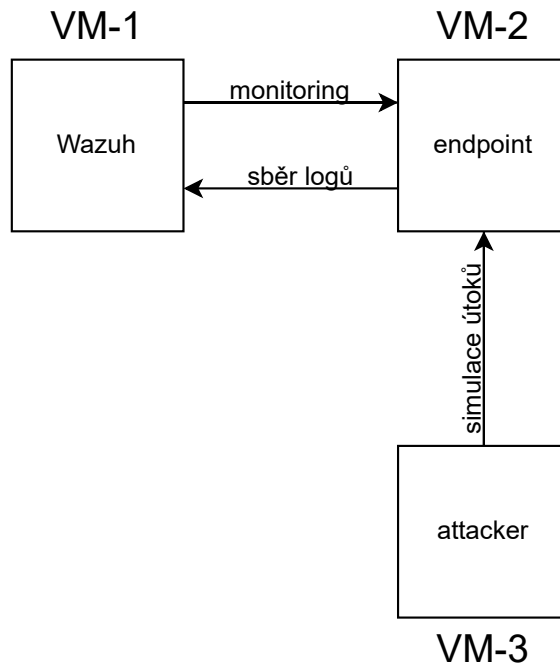 VM-1
VM-2
Wazuh
monitoring
endpoint
sběr logů
simulace útoků
attacker
VM-3